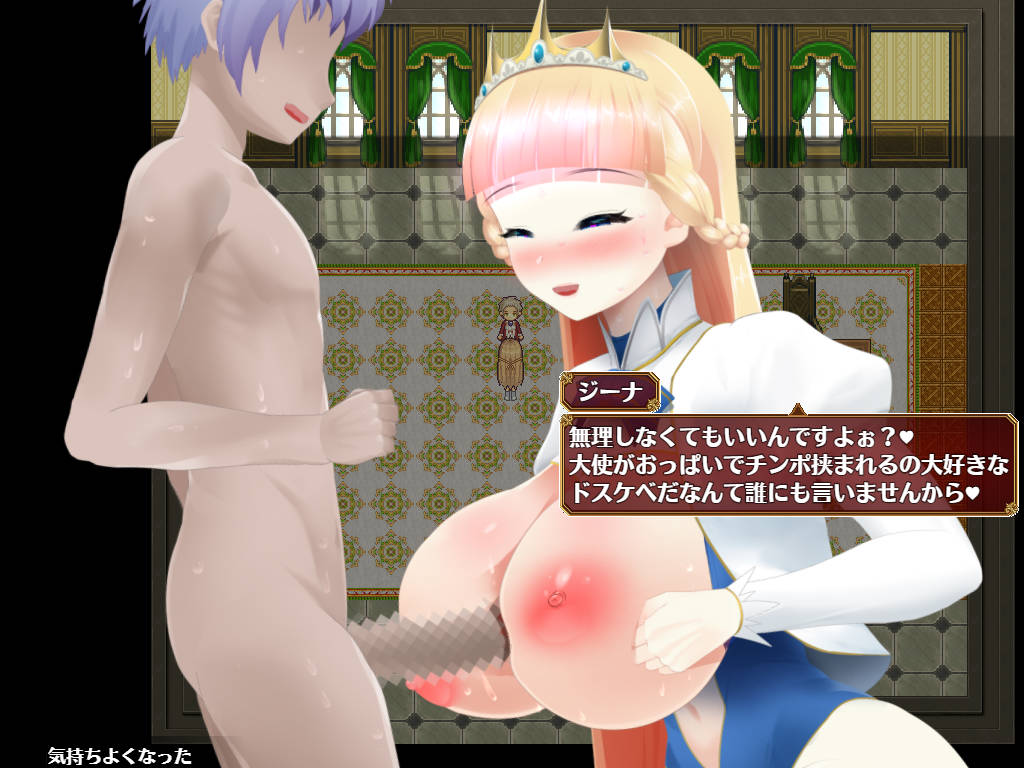 ジーナ
無理しなくてもいいんですよぉ？♥
大使がおっぱいでチンポ挟まれるの大好きな
ドスケベだなんて誰にも言いませんから♥
気持ちよくなった